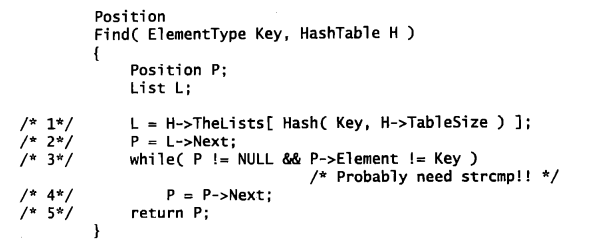 Position
Find( ElementType Key, HashTable H )
{
Position P;
List L;
/* 1*/ L = H->TheLists[ Hash( Key, H->TableSize ) ];
/* 2*/ P = L->Next;
/* 3*/ while( P != NULL && P->Element != Key )
/* Probably need strcmp!! */
/* 4*/ P = P->Next;
/* 5*/ return P;
}